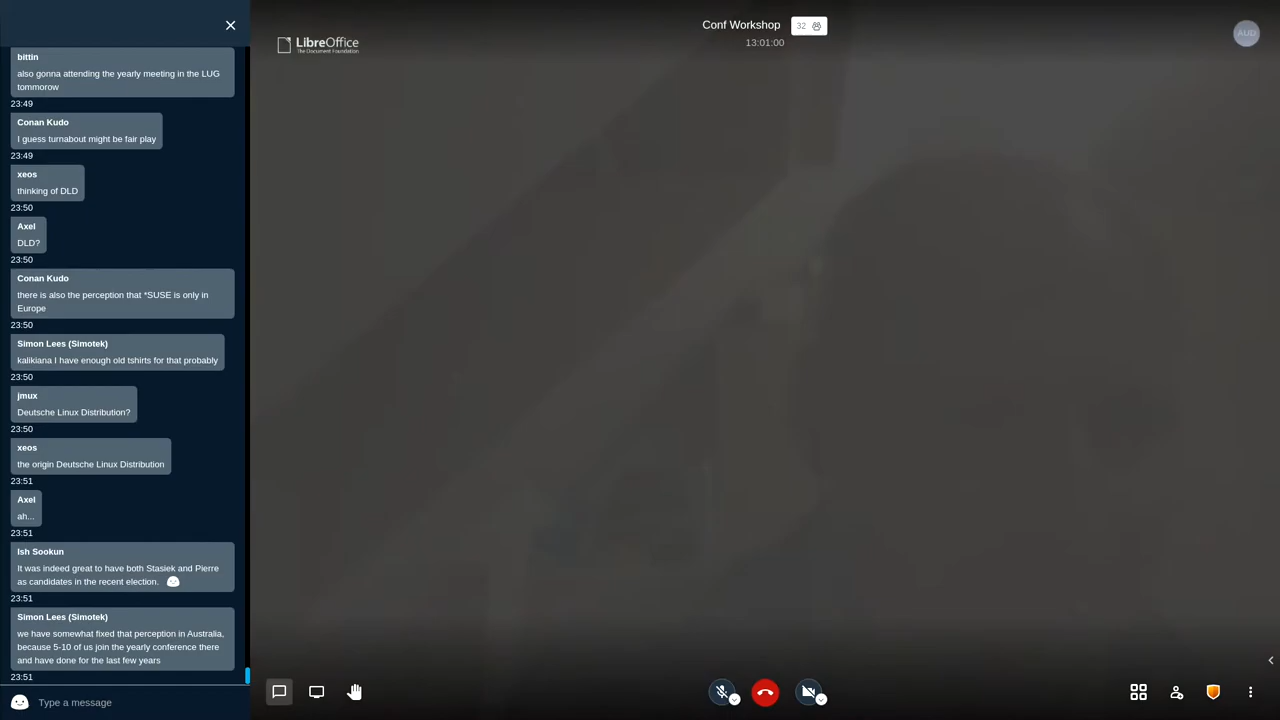 bittin
also gonna attending the yearly meeting in the LUG
tommorow
23:49
Conan Kudo
I guess turnabout might be fair play
23:49
xeos
thinking of DLD
23:50
Axel
DLD?
23:50
Conan Kudo
there is also the perception that *SUSE is only in
Europe
23:50
Simon Lees (Simotek)
kalikiana I have enough old tshirts for that probably
23:50
jmux
Deutsche Linux Distribution?
23:50
xeos
the origin Deutsche Linux Distribution
23:51
Axel
ah...
23:51
Ish Sookun
It was indeed great to have both Stasiek and Pierre
as candidates in the recent election.
23:51
Simon Lees (Simotek)
we have somewhat fixed that perception in Australia,
because 5-10 of us join the yearly conference there
and have done for the last few years
23:51
Type a message
LibreOffice
The Document Foundation
Conf Workshop
32
13:01:00
AUD